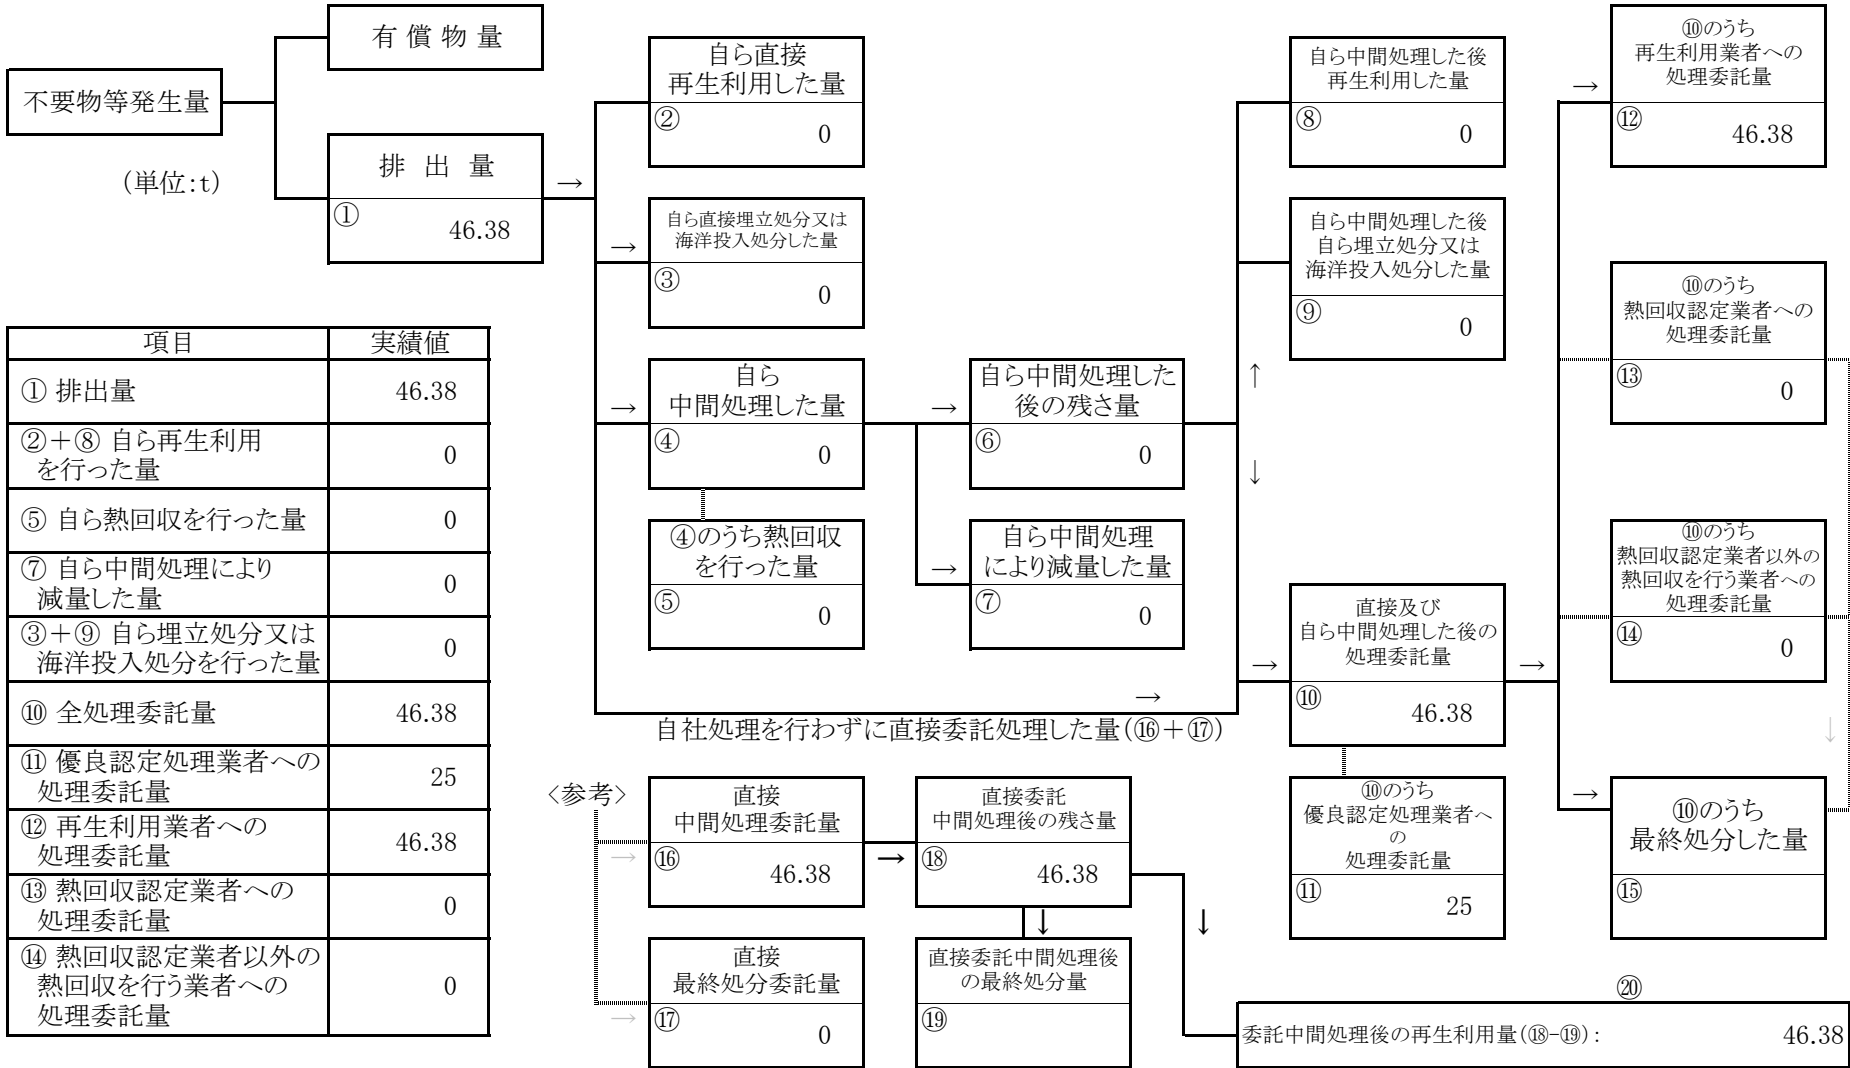 有 償 物 量
不要物等発生量
(単位:t)
排 出 量
→
①
46.38
自ら直接
再生利用した量
②
0
→
自ら直接埋立処分又は
海洋投入処分した量
③
0
→
自ら
中間処理した量
④
0
④のうち熱回収
を行った量
⑤
0
→
自ら中間処理した
後の残さ量
⑥
0
→
自ら中間処理
により減量した量
⑦
0
自ら中間処理した後
再生利用した量
⑧
0
自ら中間処理した後
自ら埋立処分又は
海洋投入処分した量
⑨
0
↑
↓
→
自社処理を行わずに直接委託処理した量(⑯+⑰)
→
直接及び
自ら中間処理した後の
処理委託量
⑩
46.38
→
⑩のうち
優良認定処理業者へ
の
処理委託量
⑪
25
→
⑩のうち
再生利用業者への
処理委託量
⑫
46.38
⑩のうち
熱回収認定業者への
処理委託量
⑬
0
⑩のうち
熱回収認定業者以外の
熱回収を行う業者への
処理委託量
⑭
0
↓
→
⑩のうち
最終処分した量
⑮
項目 実績値
① 排出量 46.38
②+⑧ 自ら再生利用
を行った量 0
⑤ 自ら熱回収を行った量 0
⑦ 自ら中間処理により
減量した量 0
③+⑨ 自ら埋立処分又は
海洋投入処分を行った量 0
⑩ 全処理委託量 46.38
⑪ 優良認定処理業者への
処理委託量 25
⑫ 再生利用業者への
処理委託量 46.38
⑬ 熱回収認定業者への
処理委託量 0
⑭ 熱回収認定業者以外の
熱回収を行う業者への
処理委託量 0
<参考>
→
直接
中間処理委託量
⑯
46.38
→
直接委託
中間処理後の残さ量
⑱
46.38
↓
↓
→
直接
最終処分委託量
⑰
0
直接委託中間処理後
の最終処分量
⑲
⑳
委託中間処理後の再生利用量(⑱-⑲): 46.38